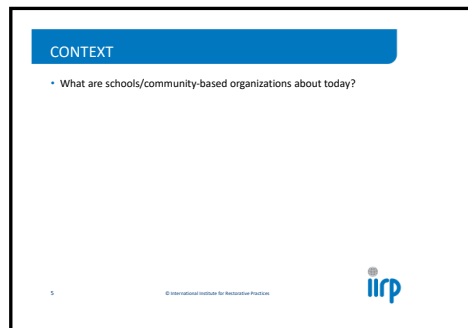 CONTEXT
• What are schools/community-based organizations about today?
5
© International Institute for Restorative Practices
iirp